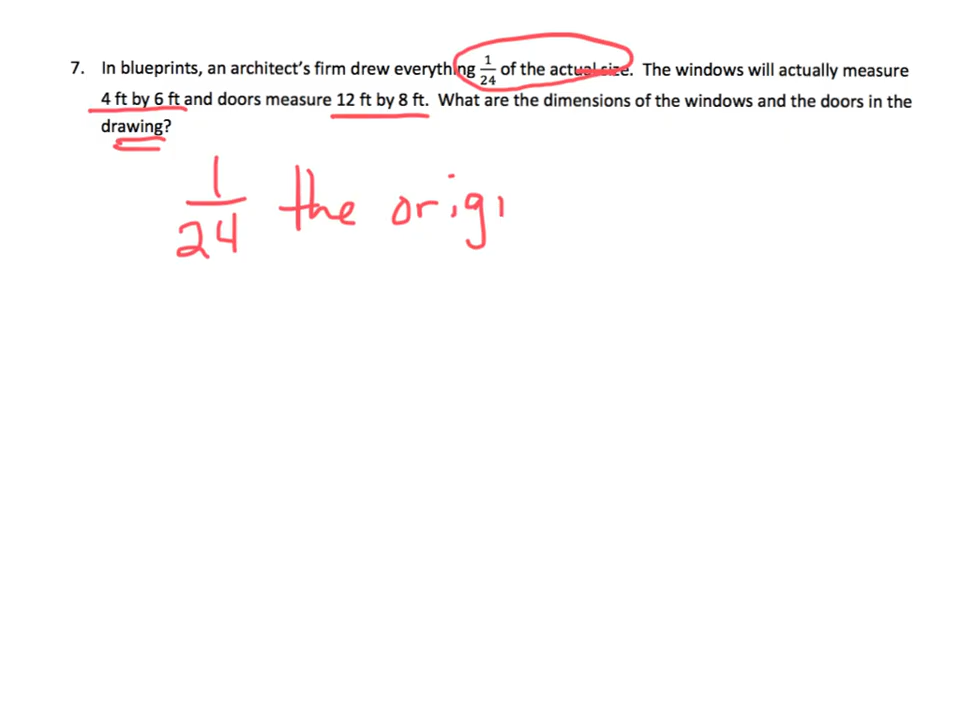 7. In blueprints, an architect's firm drew everything 1/24 of the actual size. The windows will actually measure
4 ft by 6 ft and doors measure 12 ft by 8 ft. What are the dimensions of the windows and the doors in the
drawing?
1/24 the origi